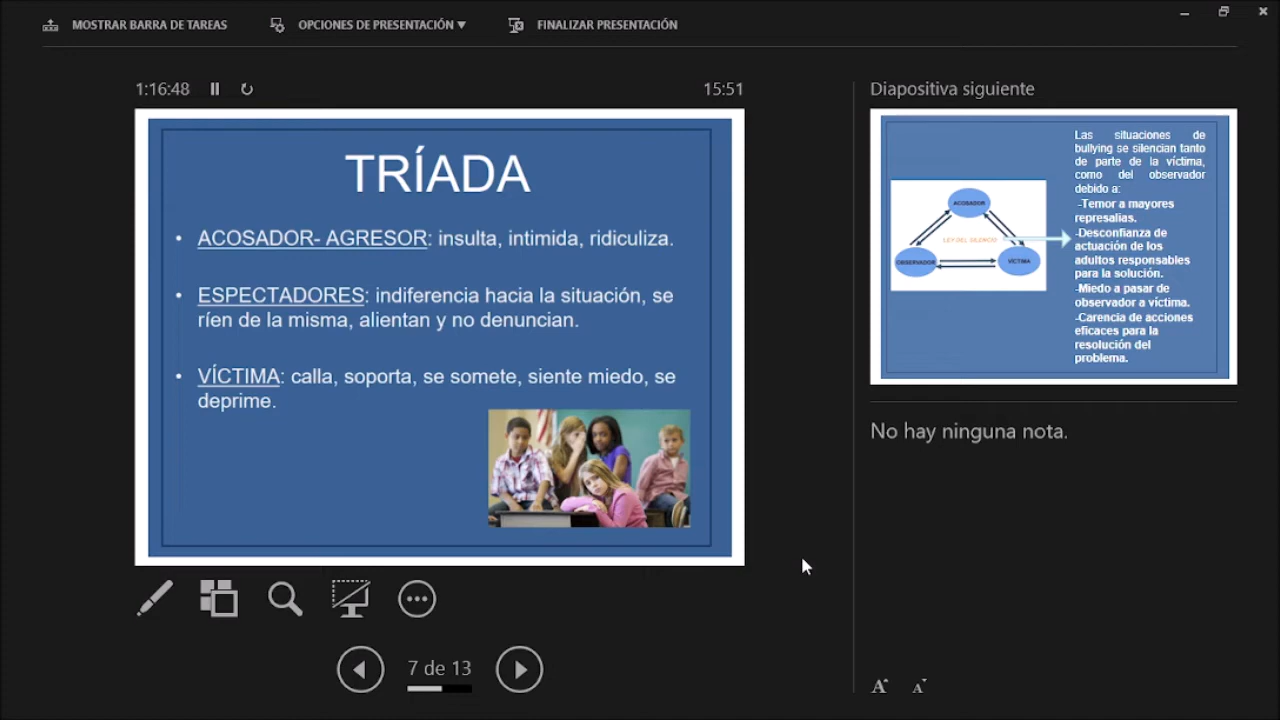 MOSTRAR BARRA DE TAREAS
OPCIONES DE PRESENTACIÓN ▼
FINALIZAR PRESENTACIÓN
1:16:48
15:51
TRÍADA
• ACOSADOR- AGRESOR: insulta, intimida, ridiculiza.
• ESPECTADORES: indiferencia hacia la situación, se
ríen de la misma, alientan y no denuncian.
• VÍCTIMA: calla, soporta, se somete, siente miedo, se
deprime.
7 de 13
Diapositiva siguiente
ACOSADOR
LEY DEL SILENCIO
OBSERVADOR
VÍCTIMA
Las situaciones de
bullying se silencian tanto
de parte de la víctima,
como del observador
debido a:
-Temor a mayores
represalias.
-Desconfianza de
actuación de los
adultos responsables
para la solución.
-Miedo a pasar de
observador a víctima.
-Carencia de acciones
eficaces para la
resolución del
problema.
No hay ninguna nota.
A A